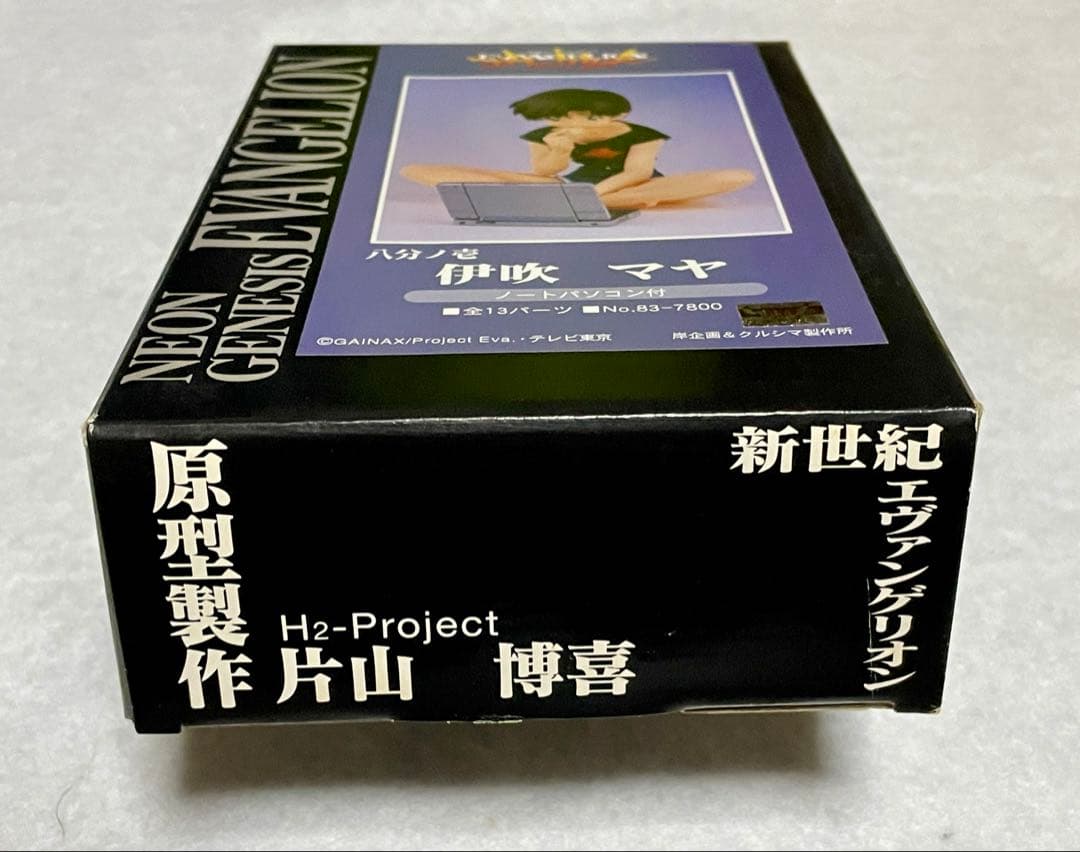 NEON
GENESIS EVANGELION
八分ノ壱
伊吹 マヤ
ノートパソコン付
■全13パーツ ■No.83-7800
©GAINAX/Project Eva.・テレビ東京
岸企画&クルシマ製作所
新世紀
エヴァンゲリオン
原型製作
H2-Project
片山 博喜